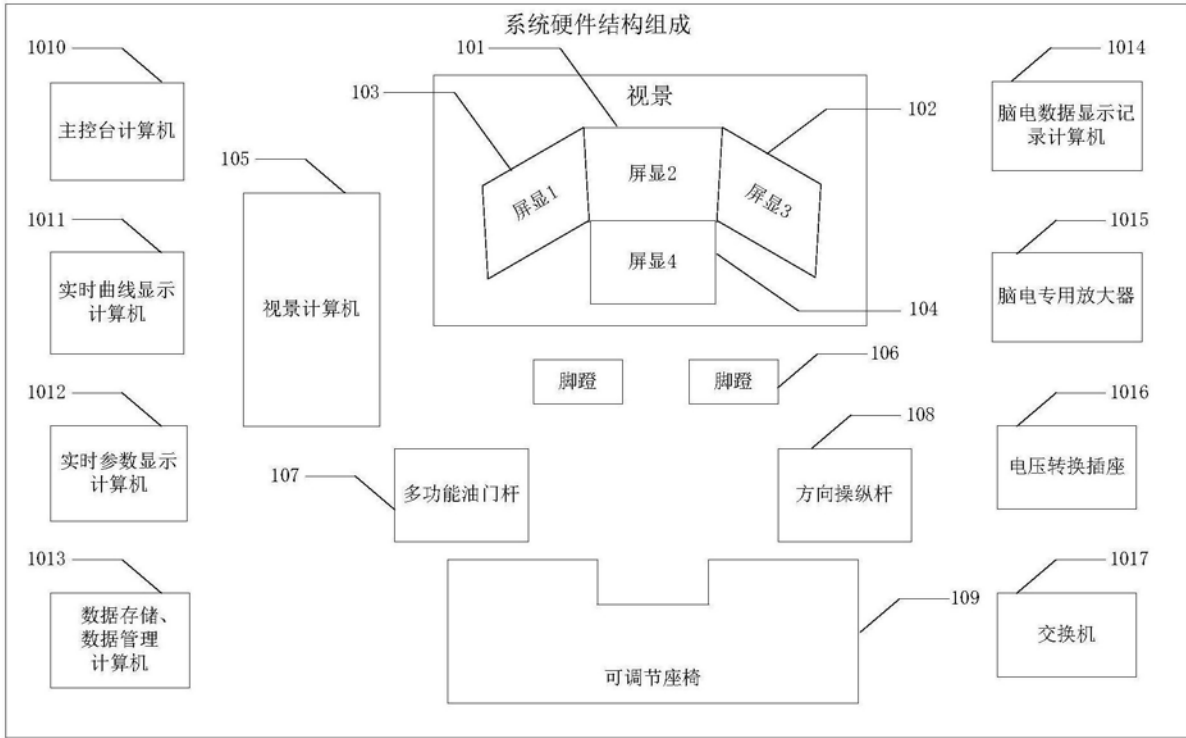 系统硬件结构组成
1010
101
1014
103
视景
102
主控台计算机
脑电数据显示记
录计算机
105
屏显1
屏显2
屏显3
1011
1015
屏显4
实时曲线显示
计算机
视景计算机
脑电专用放大器
104
脚蹬
脚蹬
106
1012
1016
108
实时参数显示
计算机
107
多功能油门杆
方向操纵杆
电压转换插座
1013
1017
109
数据存储、
数据管理
计算机
交换机
可调节座椅